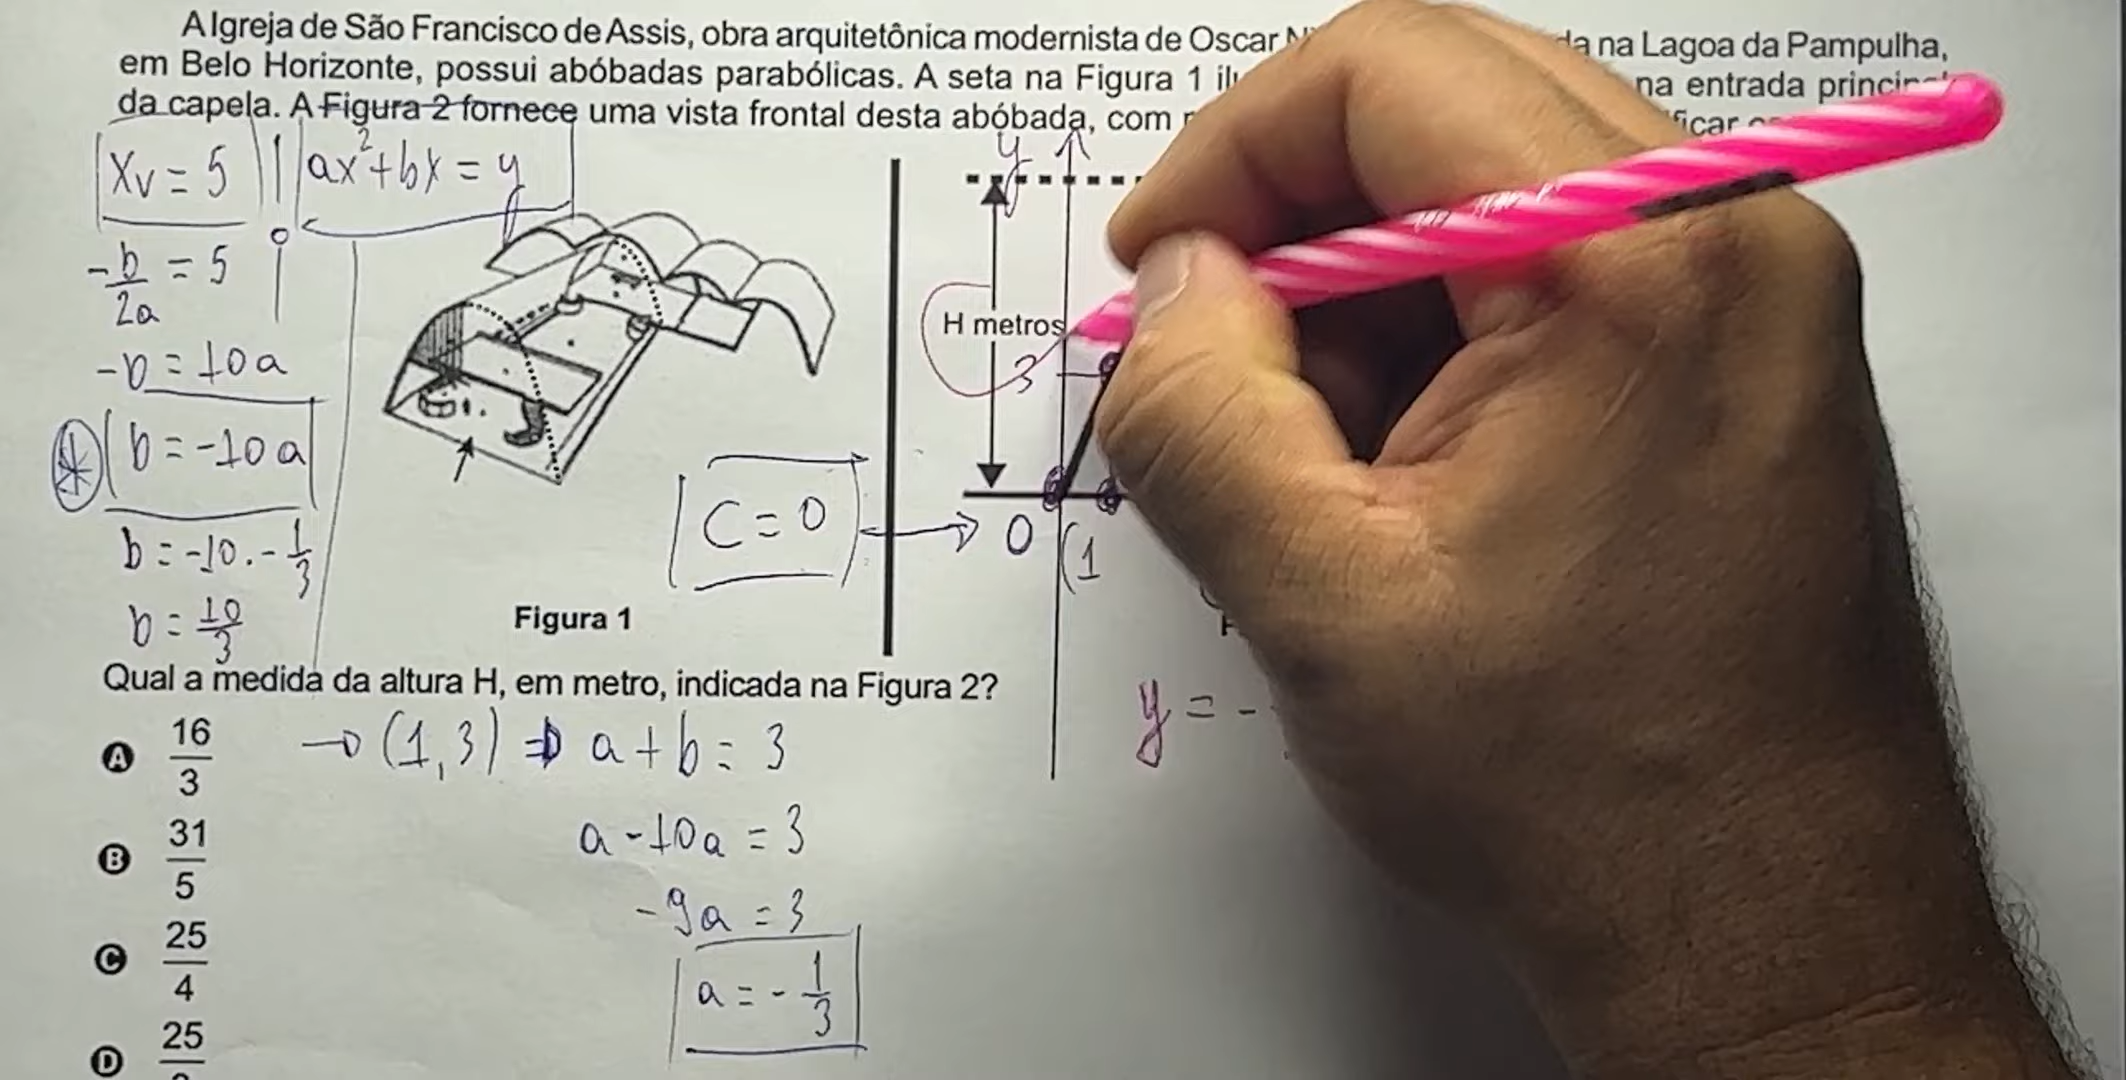 A Igreja de São Francisco de Assis, obra arquitetônica modernista de Oscar na Lagoa da Pampulha,
em Belo Horizonte, possui abóbadas parabólicas. A seta na Figura 1 na entrada
da capela. A Figura 2 fornece uma vista frontal desta abóbada, com
Xv = 5
ax² + bx = y
-b/2a = 5
-b = 10a
b = -10a
b = -10 . -1/3
b = 10/3
C = 0
y
H metros
3
0
1
Figura 1
Qual a medida da altura H, em metro, indicada na Figura 2?
A 16/3
B 31/5
C 25/4
D 25
(1,3) ⇒ a + b = 3
a - 10a = 3
-9a = 3
a = -1/3
y = -